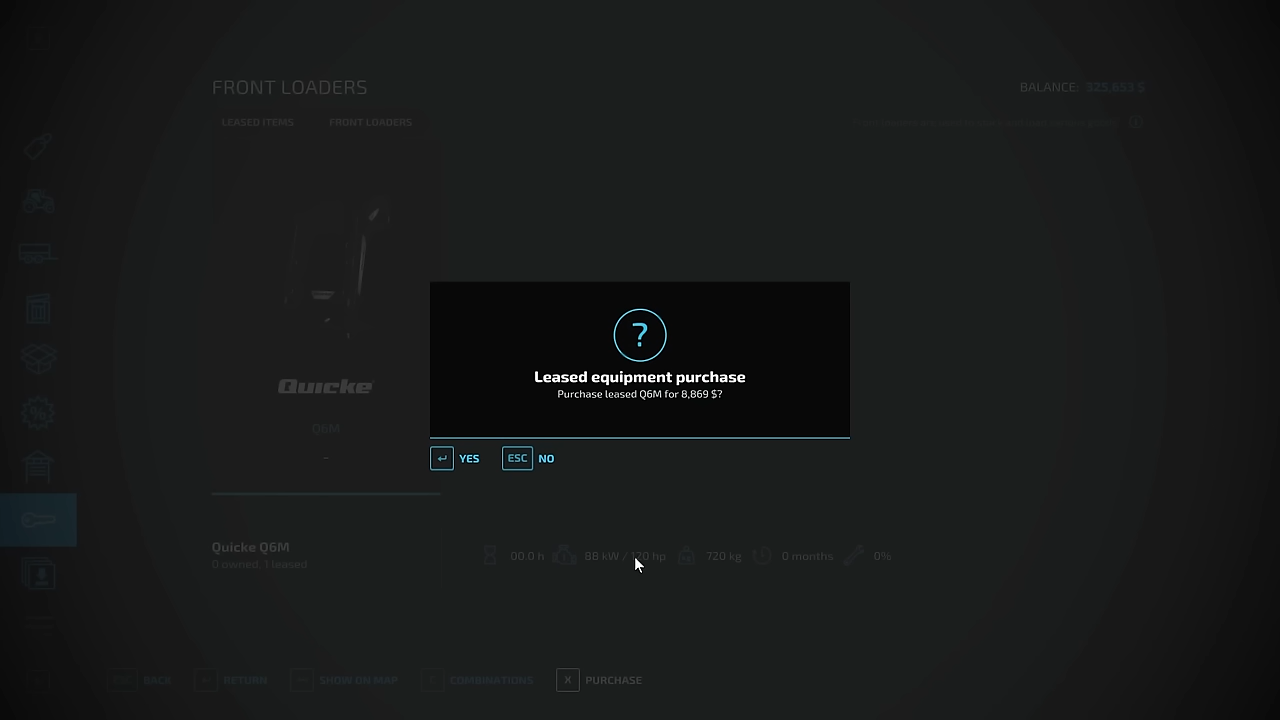 FRONT LOADERS
BALANCE: 325,653 $
LEASED ITEMS FRONT LOADERS
Quicke
Q6M
-
Leased equipment purchase
Purchase leased Q6M for 8,869 $?
YES ESC NO
Quicke Q6M
0 owned, 1 leased
00.0 h 88 kW / 120 hp 720 kg 0 months 0%
BACK RETURN SHOW ON MAP COMBINATIONS X PURCHASE